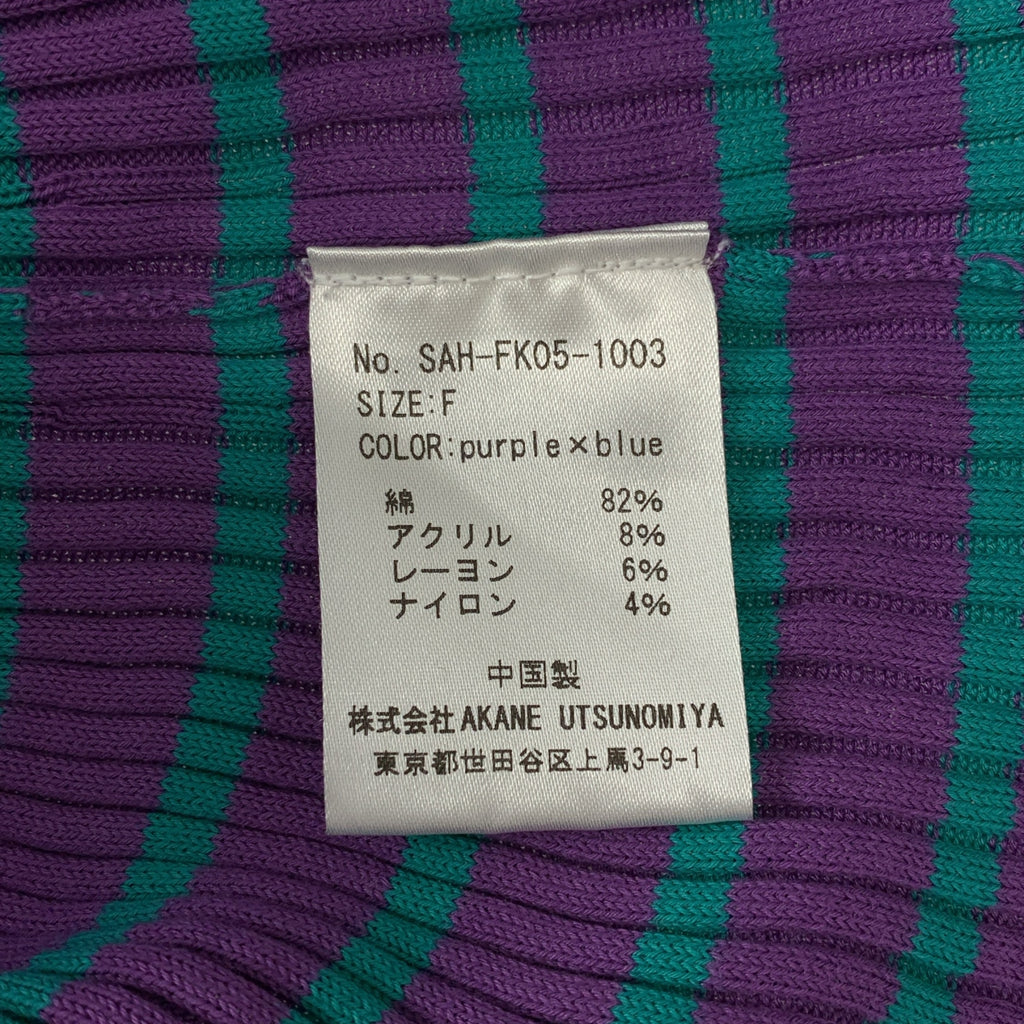 No. SAH-FK05-1003
SIZE:F
COLOR:purple×blue
綿 82%
アクリル 8%
レーヨン 6%
ナイロン 4%
中国製
株式会社AKANE UTSUNOMIYA
東京都世田谷区上馬3-9-1